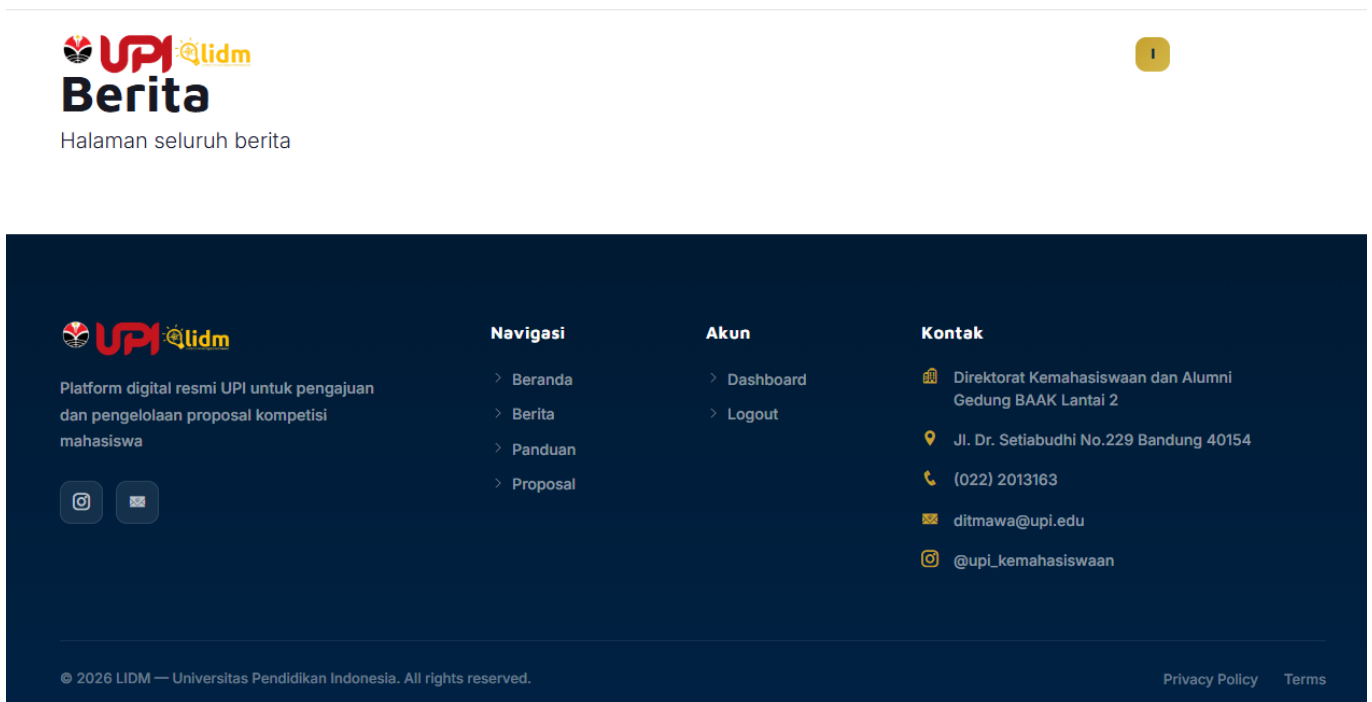 UPI lidm
I
Berita
Halaman seluruh berita
UPI lidm
Platform digital resmi UPI untuk pengajuan
dan pengelolaan proposal kompetisi
mahasiswa
Navigasi
Beranda
Berita
Panduan
Proposal
Akun
Dashboard
Logout
Kontak
Direktorat Kemahasiswaan dan Alumni
Gedung BAAK Lantai 2
Jl. Dr. Setiabudhi No.229 Bandung 40154
(022) 2013163
ditmawa@upi.edu
@upi_kemahasiswaan
© 2026 LIDM — Universitas Pendidikan Indonesia. All rights reserved.
Privacy Policy Terms